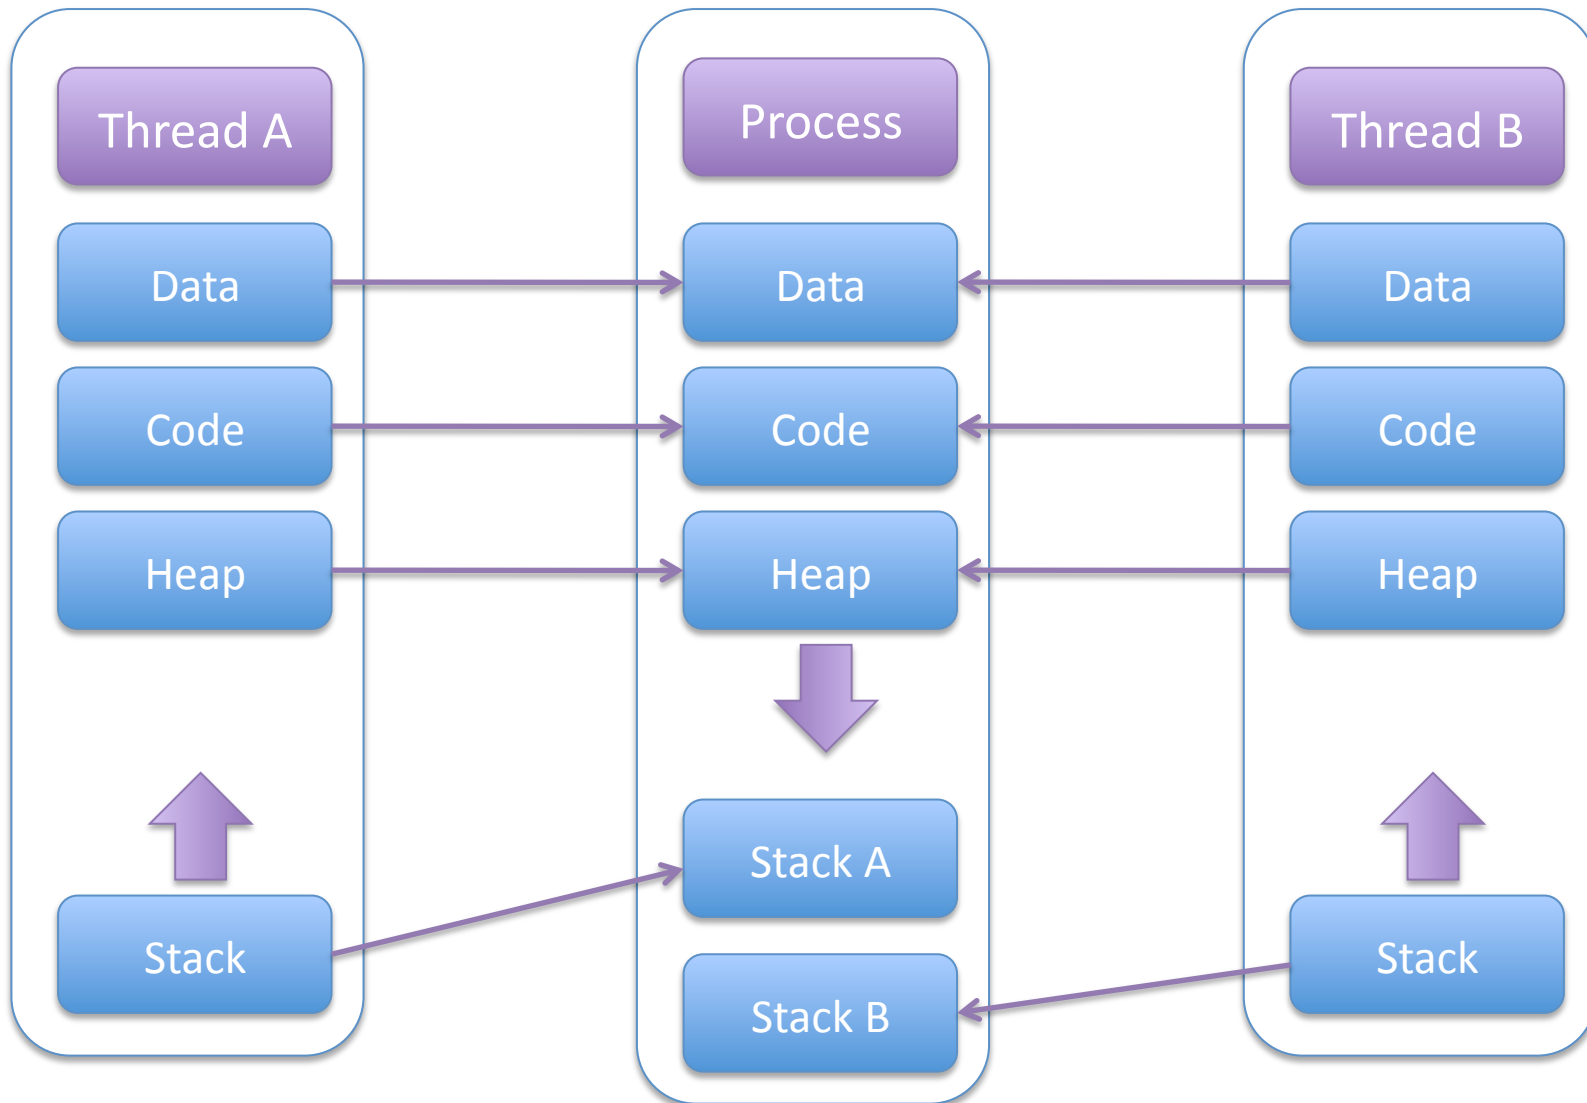 Thread A
Process
Thread B
Data
Data
Data
Code
Code
Code
Heap
Heap
Heap
Stack A
Stack
Stack
Stack B